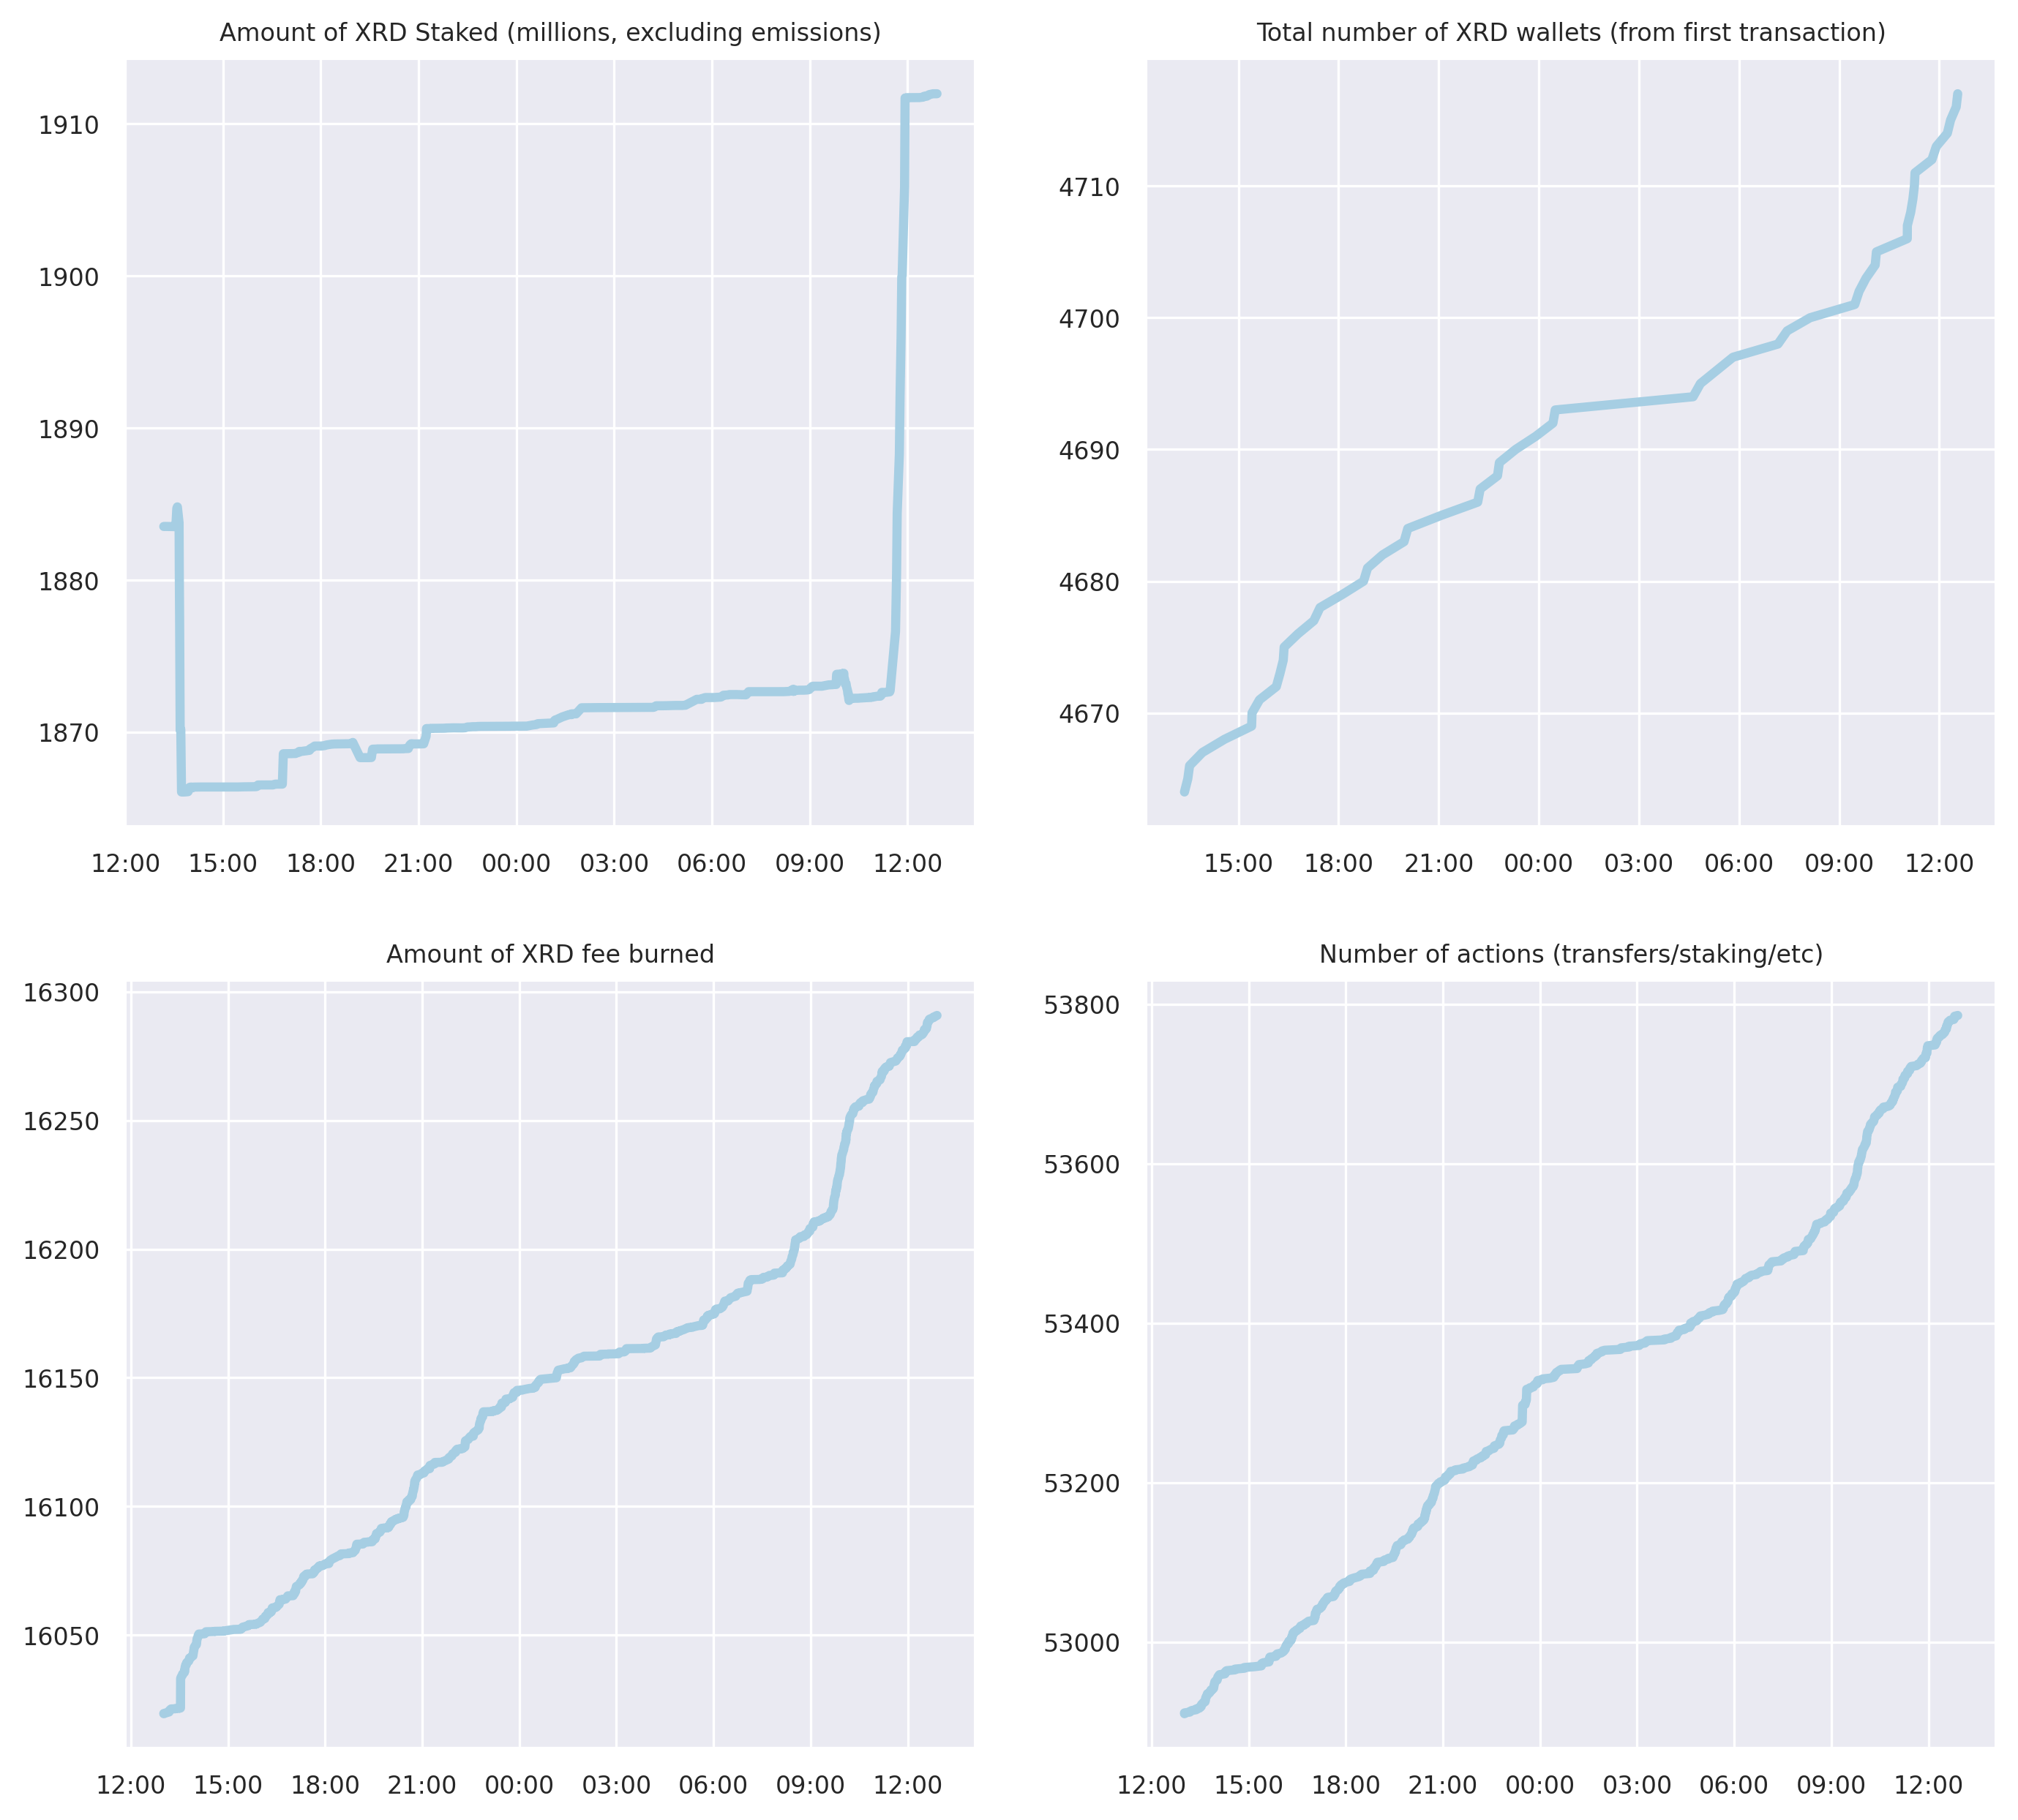 Amount of XRD Staked (millions, excluding emissions)
1910
1900
1890
1880
1870
12:00 15:00 18:00 21:00 00:00 03:00 06:00 09:00 12:00
Total number of XRD wallets (from first transaction)
4710
4700
4690
4680
4670
15:00 18:00 21:00 00:00 03:00 06:00 09:00 12:00
Amount of XRD fee burned
16300
16250
16200
16150
16100
16050
12:00 15:00 18:00 21:00 00:00 03:00 06:00 09:00 12:00
Number of actions (transfers/staking/etc)
53800
53600
53400
53200
53000
12:00 15:00 18:00 21:00 00:00 03:00 06:00 09:00 12:00